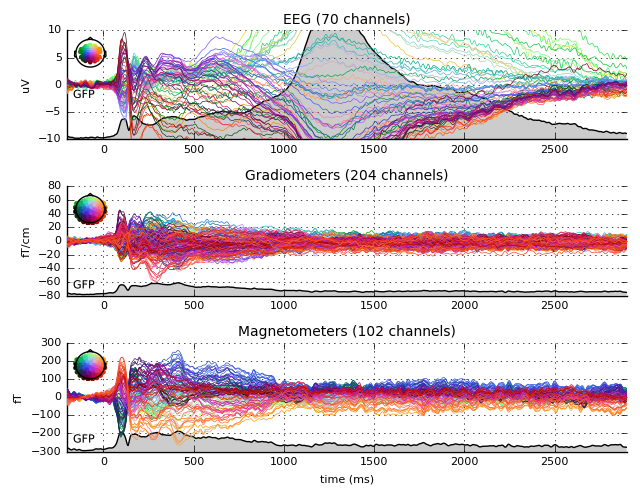 EEG (70 channels)
10
5
0
−5
−10
uV
GFP
0 500 1000 1500 2000 2500
Gradiometers (204 channels)
80
60
40
20
0
−20
−40
−60
−80
fT/cm
GFP
0 500 1000 1500 2000 2500
Magnetometers (102 channels)
300
200
100
0
−100
−200
−300
fT
GFP
0 500 1000 1500 2000 2500
time (ms)